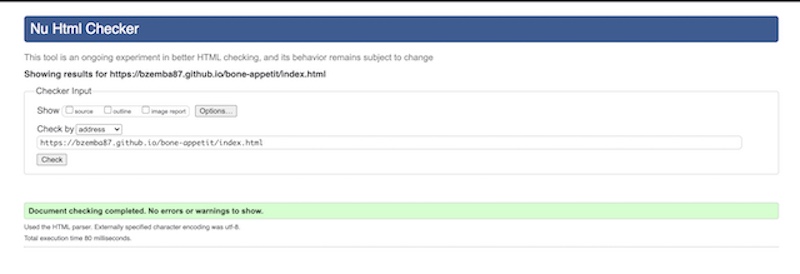 Nu Html Checker
This tool is an ongoing experiment in better HTML checking, and its behavior remains subject to change
Showing results for https://bzemba87.github.io/bone-appetit/index.html
Checker Input
Show source outline image report Options...
Check by address
https://bzemba87.github.io/bone-appetit/index.html
Check
Document checking completed. No errors or warnings to show.
Used the HTML parser. Externally specified character encoding was utf-8.
Total execution time 80 milliseconds.